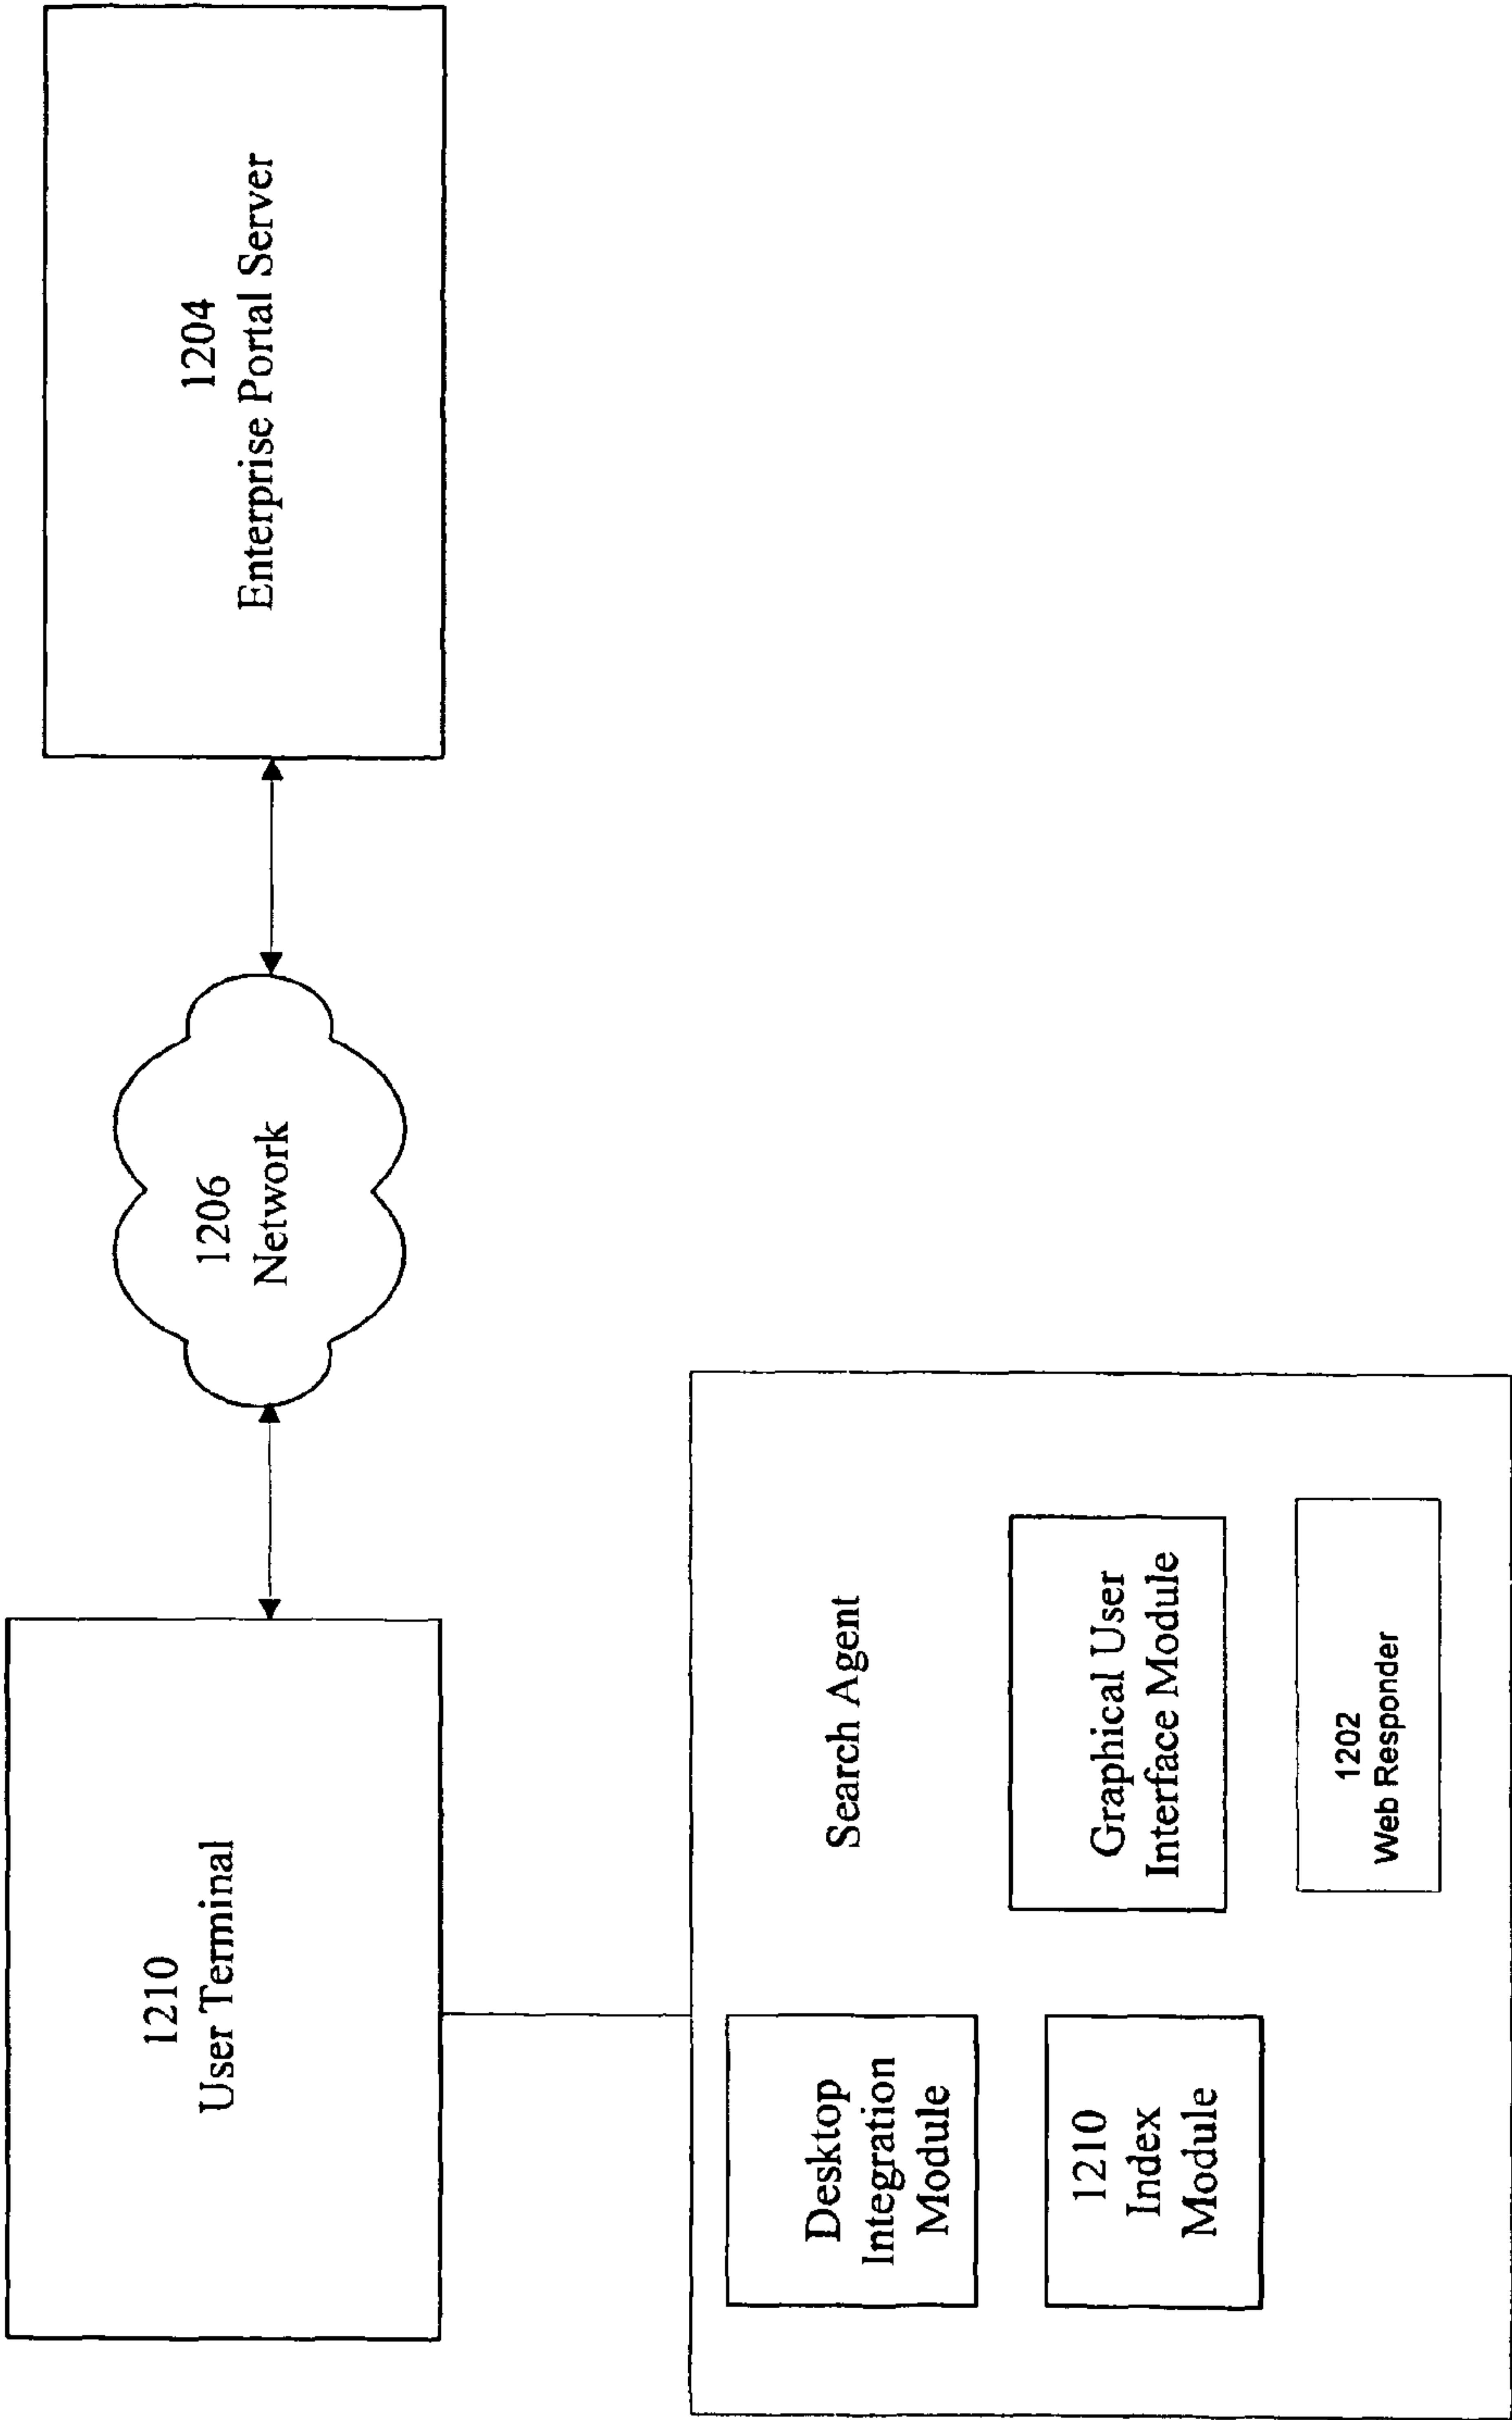 1210
User Terminal
1206
Network
1204
Enterprise Portal Server
Search Agent
Desktop
Integration
Module
Graphical User
Interface Module
1210
Index
Module
1202
Web Responder